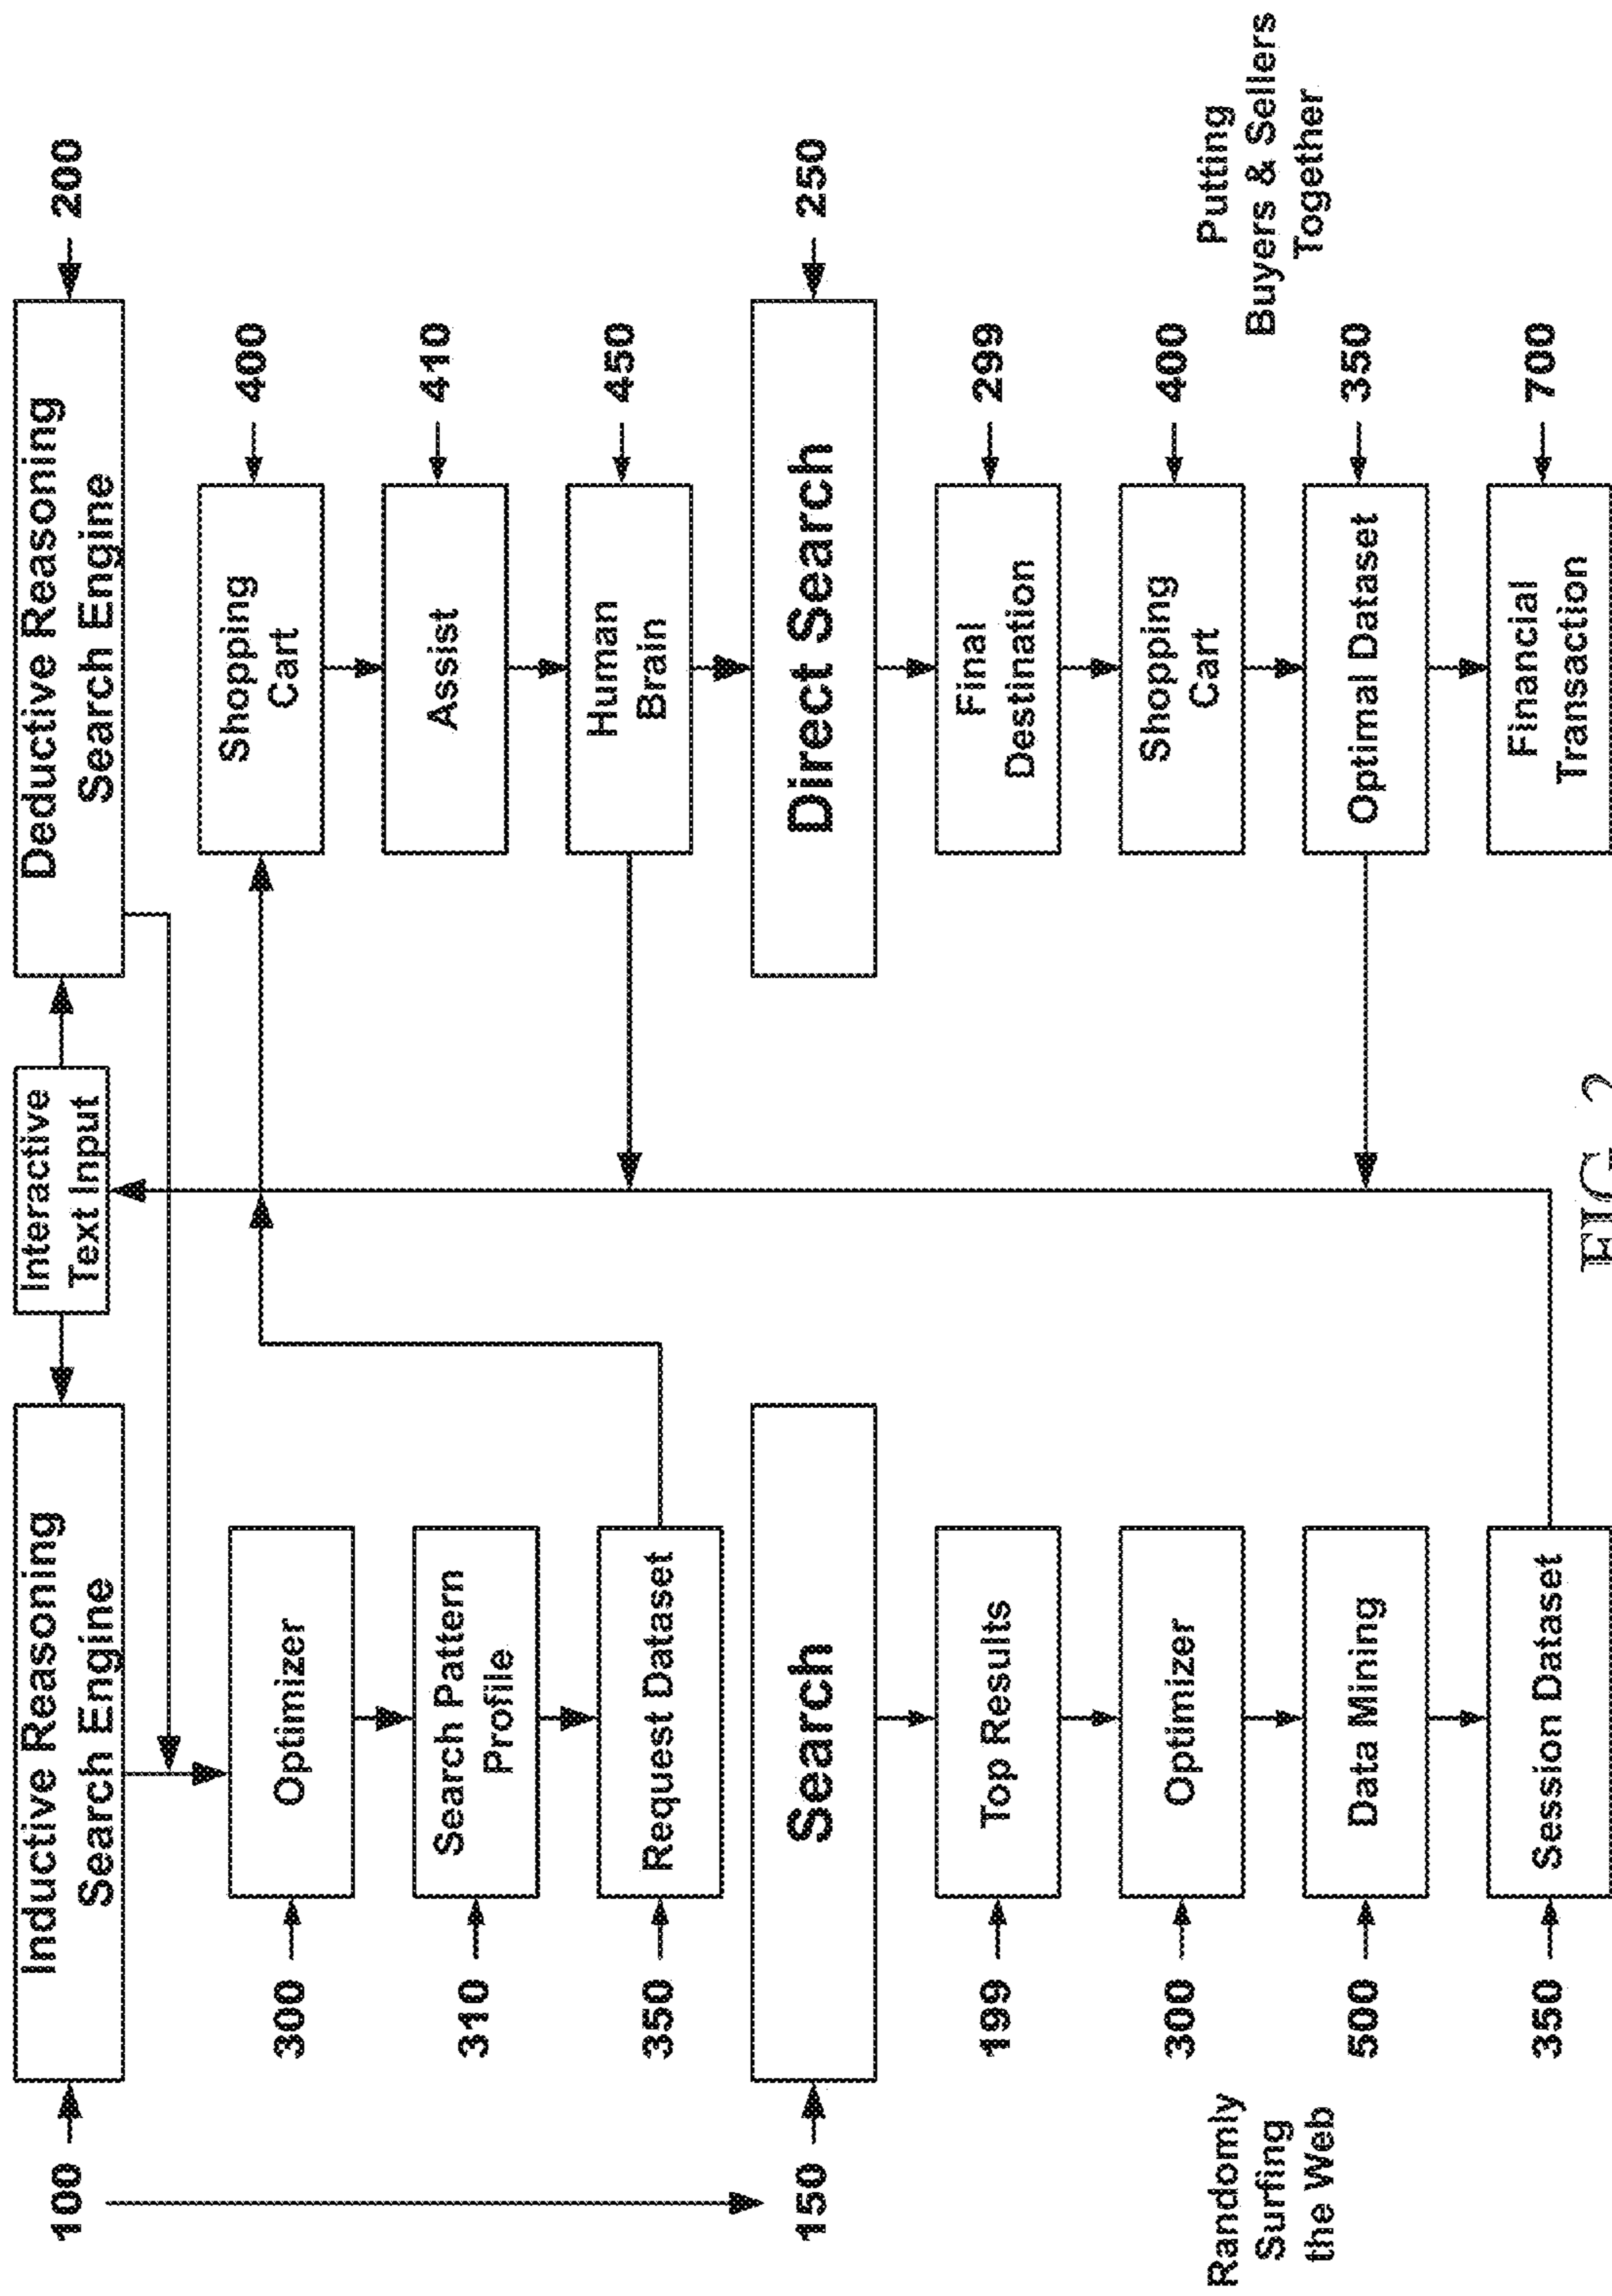 100
Inductive Reasoning
Search Engine
Interactive
Text Input
Deductive Reasoning
Search Engine
200
300
Optimizer
Shopping
Cart
400
310
Search Pattern
Profile
Assist
410
350
Request Dataset
Human
Brain
450
150
Search
Direct Search
250
199
Top Results
Final
Destination
299
Randomly
Surfing
the Web
300
Optimizer
Shopping
Cart
400
Putting
Buyers & Sellers
Together
500
Data Mining
Optimal Dataset
350
350
Session Dataset
Financial
Transaction
700
FIG. 2